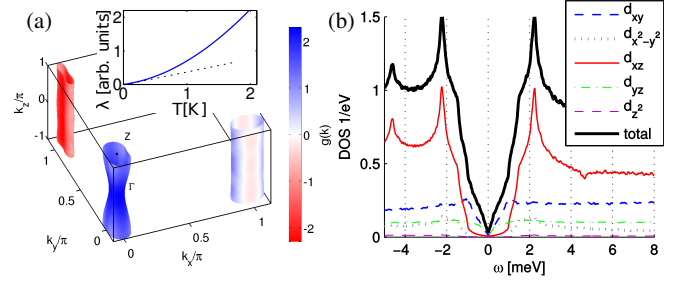 (a)
λ [arb. units]
2
1
0
0
1
2
T[K]
k_z/π
1
0
-1
Z
Γ
k_y/π
1
0.5
0
k_x/π
0
0.5
1
g(k)
2
1
0
-1
-2
(b)
DOS 1/eV
1.5
1
0.5
0
-4
-2
0
2
4
6
8
ω [meV]
d_xy
d_x²-y²
d_xz
d_yz
d_z²
total